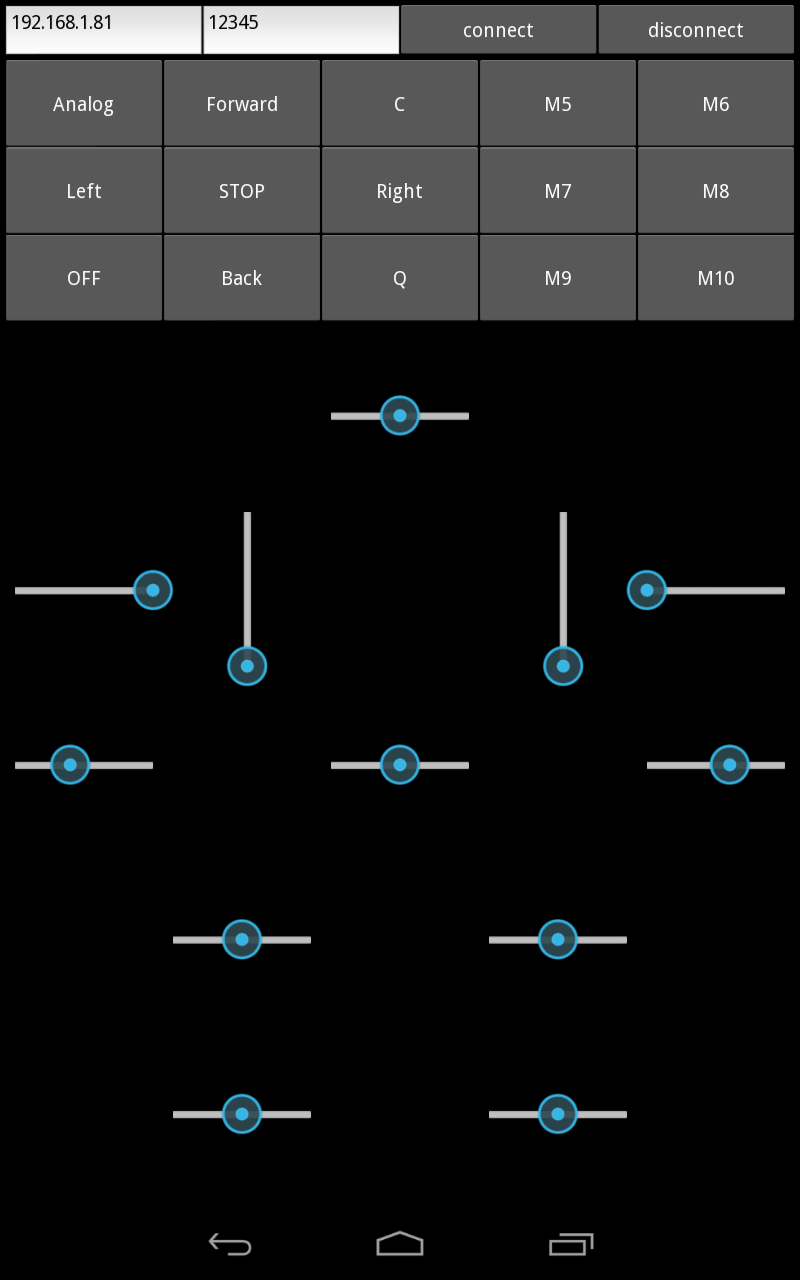 192.168.1.81 12345 connect disconnect
Analog Forward C M5 M6
Left STOP Right M7 M8
OFF Back Q M9 M10